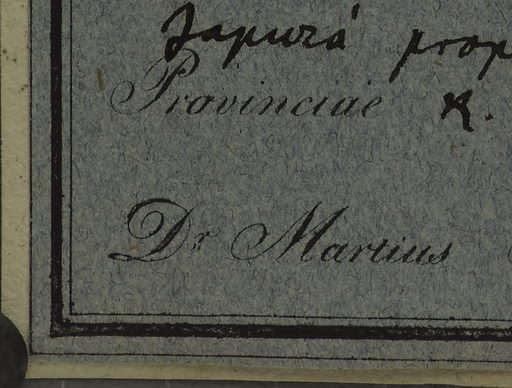 Japurá prop
Provinciae R.
Dr Martius